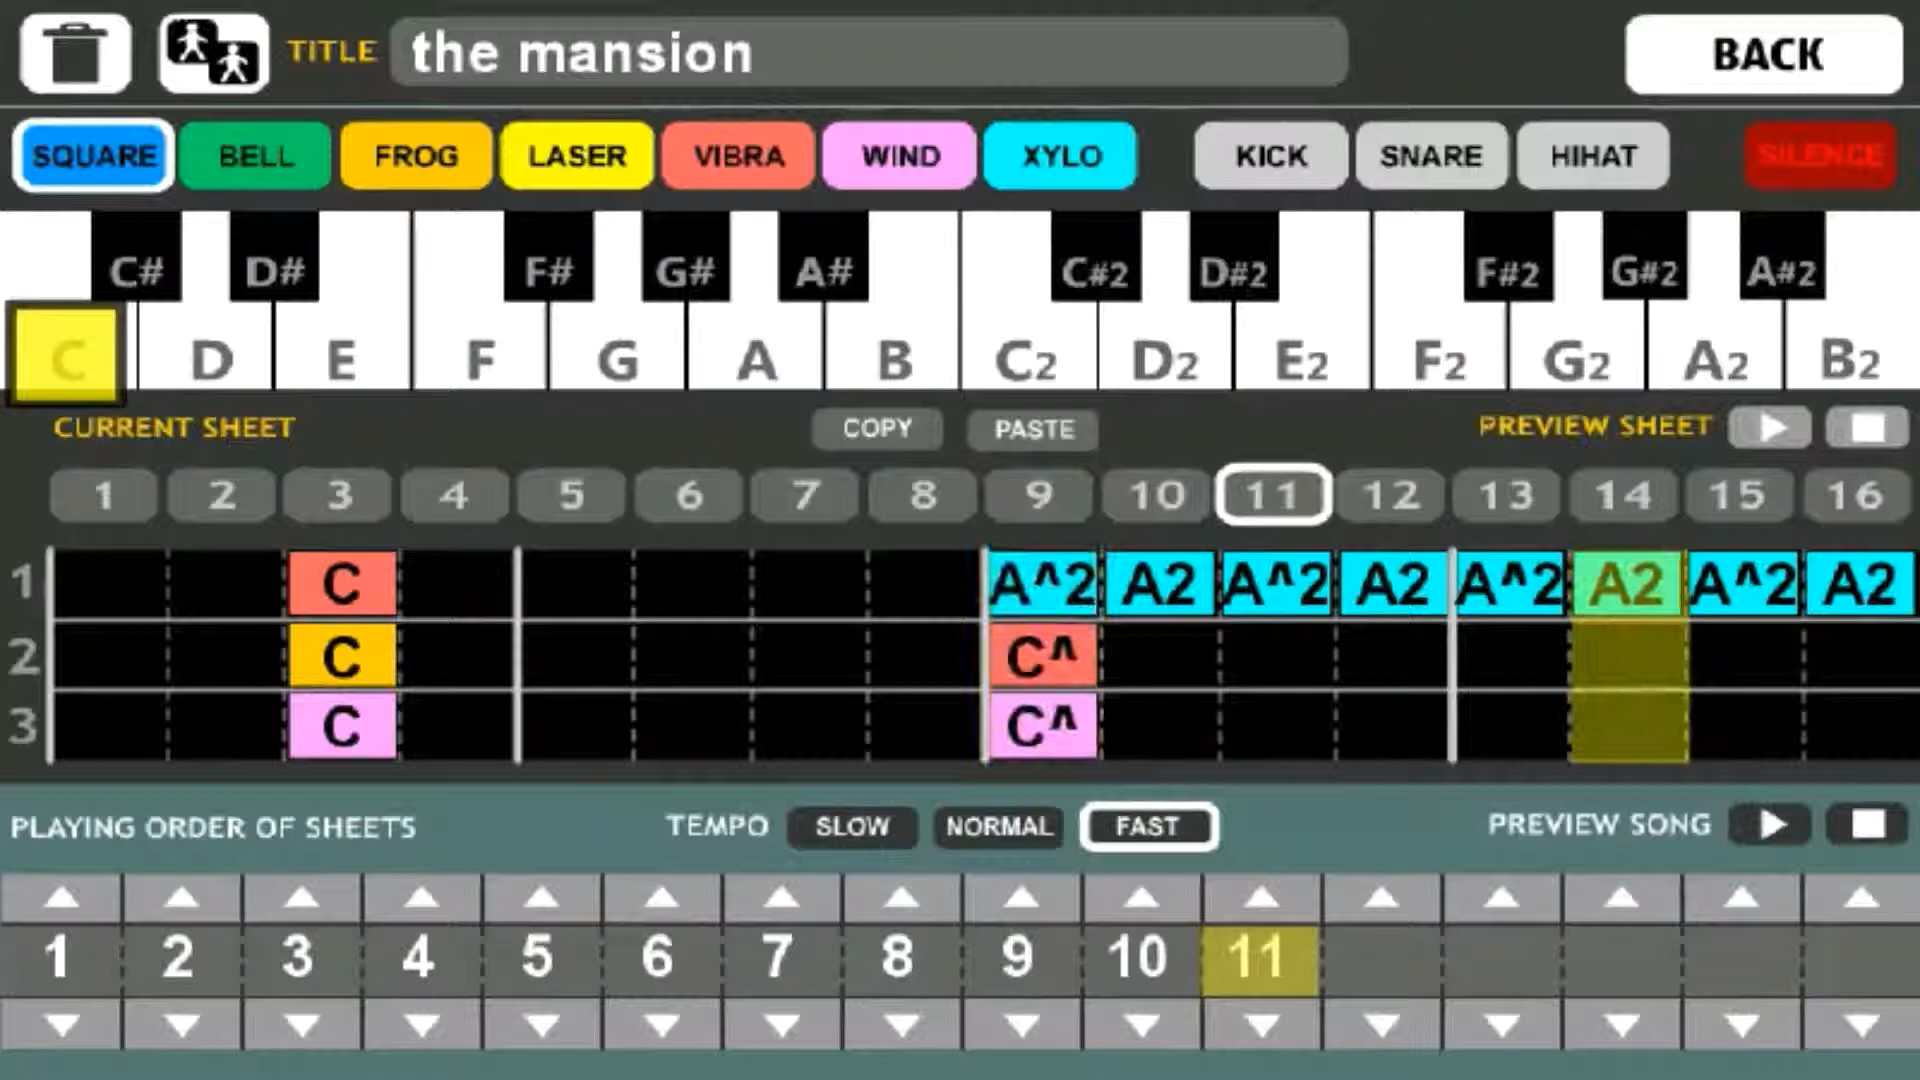 TITLE the mansion BACK
SQUARE BELL FROG LASER VIBRA WIND XYLO KICK SNARE HIHAT SILENCE
C# D# F# G# A# C#2 D#2 F#2 G#2 A#2
C D E F G A B C2 D2 E2 F2 G2 A2 B2
CURRENT SHEET COPY PASTE PREVIEW SHEET
1 2 3 4 5 6 7 8 9 10 11 12 13 14 15 16
1 C A^2 A2 A^2 A2 A^2 A2 A^2 A2
2 C C^
3 C C^
PLAYING ORDER OF SHEETS TEMPO SLOW NORMAL FAST PREVIEW SONG
1 2 3 4 5 6 7 8 9 10 11